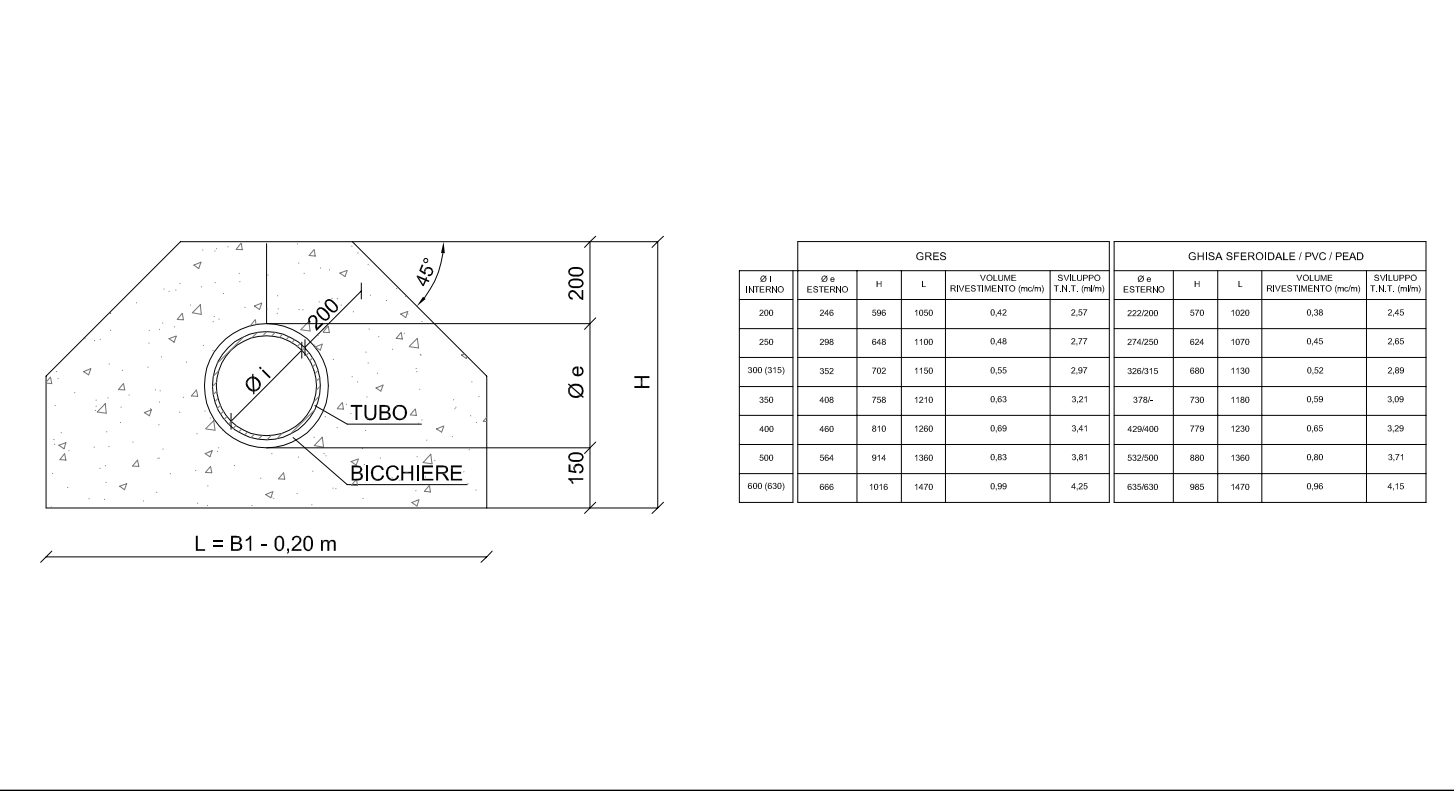 200
45°
200
Ø i
Ø e
H
TUBO
BICCHIERE
150
L = B1 - 0,20 m
GRES GHISA SFEROIDALE / PVC / PEAD
Ø I INTERNO Ø e ESTERNO H L VOLUME RIVESTIMENTO (mc/m) SVILUPPO T.N.T. (ml/m) Ø e ESTERNO H L VOLUME RIVESTIMENTO (mc/m) SVILUPPO T.N.T. (ml/m)
200 246 596 1050 0,42 2,57 222/200 570 1020 0,38 2,45
250 298 648 1100 0,48 2,77 274/250 624 1070 0,45 2,65
300 (315) 352 702 1150 0,55 2,97 326/315 680 1130 0,52 2,89
350 408 758 1210 0,63 3,21 378/- 730 1180 0,59 3,09
400 460 810 1260 0,69 3,41 429/400 779 1230 0,65 3,29
500 564 914 1360 0,83 3,81 532/500 880 1360 0,80 3,71
600 (630) 666 1016 1470 0,99 4,25 635/630 985 1470 0,96 4,15